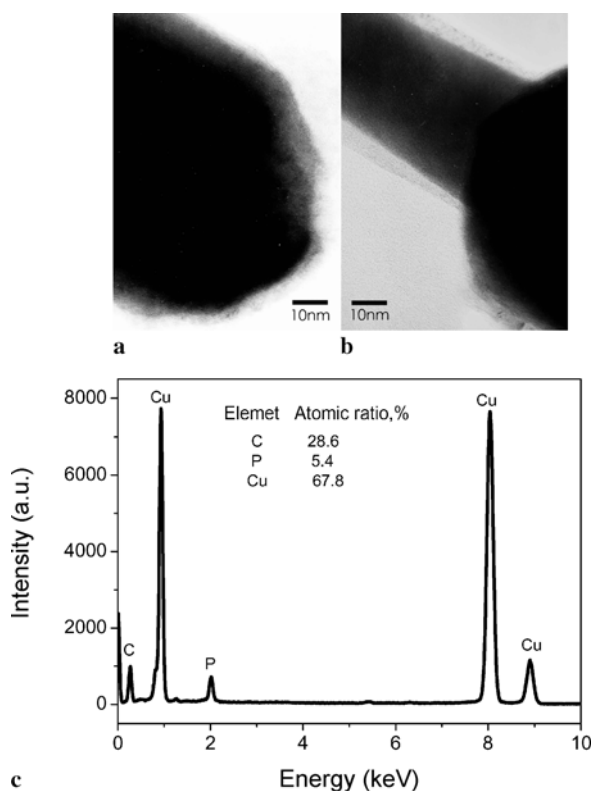 10nm
10nm
a
b
8000
6000
4000
2000
0
Intensity (a.u.)
Cu
Elemet Atomic ratio,%
C 28.6
P 5.4
Cu 67.8
Cu
C
P
Cu
0 2 4 6 8 10
Energy (keV)
c